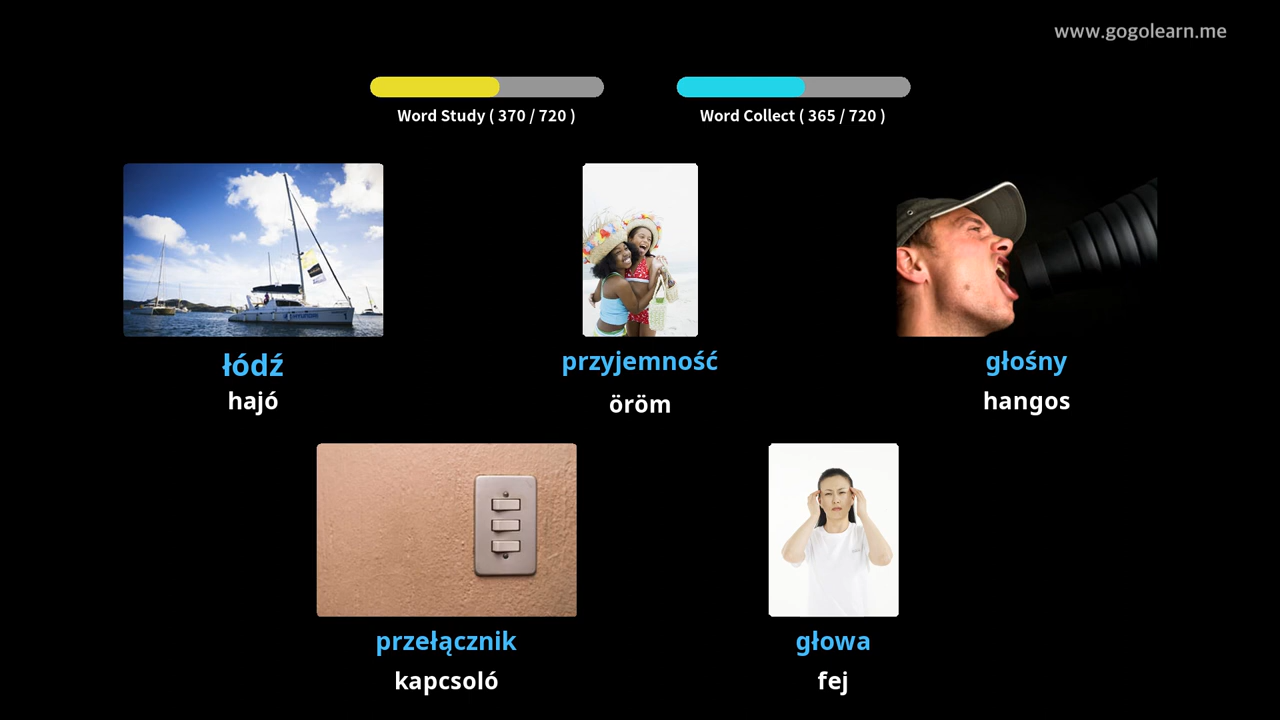 www.gogolearn.me
Word Study ( 370 / 720 )
Word Collect ( 365 / 720 )
łódź
hajó
przyjemność
öröm
głośny
hangos
przełącznik
kapcsoló
głowa
fej